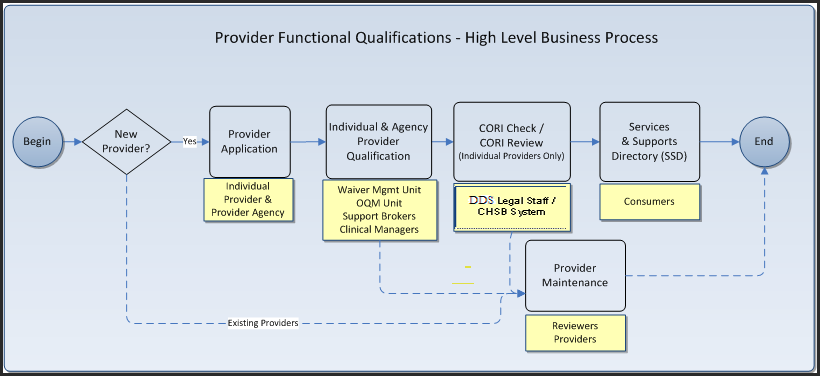 Provider Functional Qualifications - High Level Business Process
Begin
New
Provider?
Yes
Provider
Application
Individual
Provider &
Provider Agency
Individual & Agency
Provider
Qualification
Waiver Mgmt Unit
OQM Unit
Support Brokers
Clinical Managers
CORI Check /
CORI Review
(Individual Providers Only)
DDS Legal Staff /
CHSB System
Services
& Supports
Directory (SSD)
Consumers
End
Provider
Maintenance
Reviewers
Providers
Existing Providers